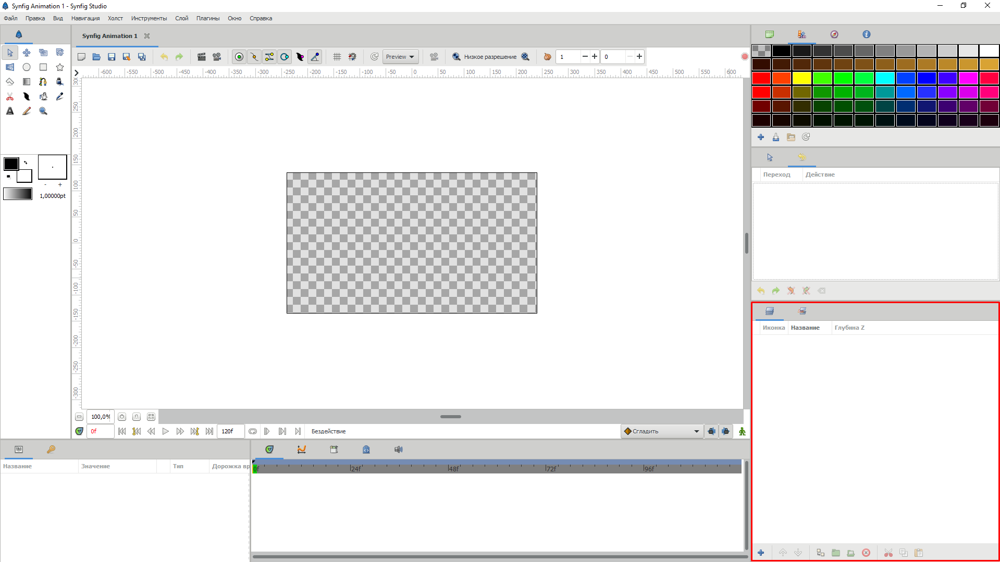 Synfig Animation 1 - Synfig Studio
Файл Правка Вид Навигация Холст Инструменты Слой Плагины Окно Справка
Synfig Animation 1
Preview Низкое разрешение 1 0
-600 -550 -500 -450 -400 -350 -300 -250 -200 -150 -100 -50 0 50 100 150 200 250 300 350 400 450 500 550 600
300
250
200
150
100
50
0
-50
-100
-150
-200
-250
-300
- +
1,00000pt
Переход Действие
Иконка Название Глубина Z
100,0%
0f 120f Бездействие Сгладить
Название Значение Тип Дорожка вр
0f 24f 48f 72f 96f